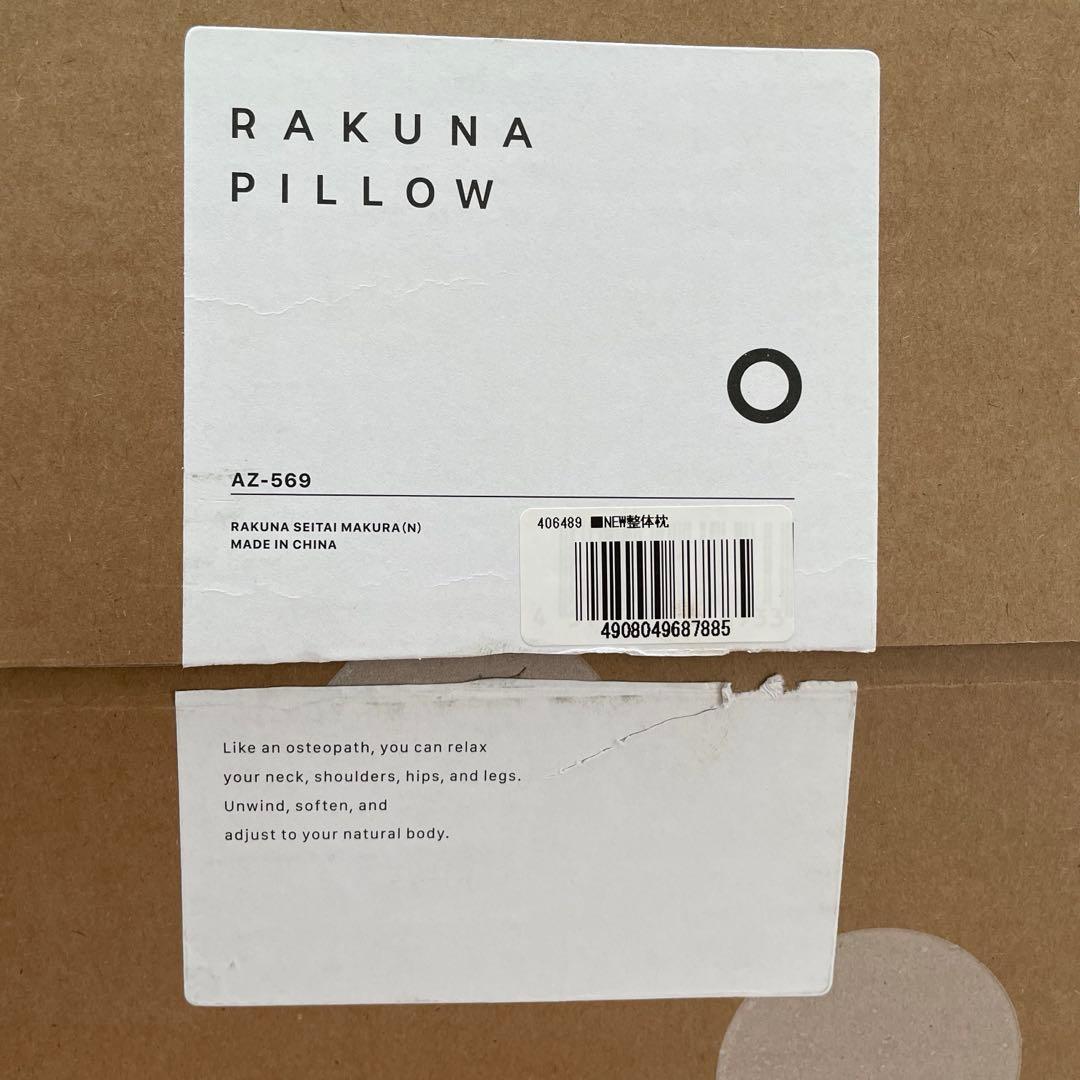 RAKUNA
PILLOW
AZ-569
RAKUNA SEITAI MAKURA(N)
MADE IN CHINA
406489 ■NEW整体枕
4908049687885
Like an osteopath, you can relax
your neck, shoulders, hips, and legs.
Unwind, soften, and
adjust to your natural body.